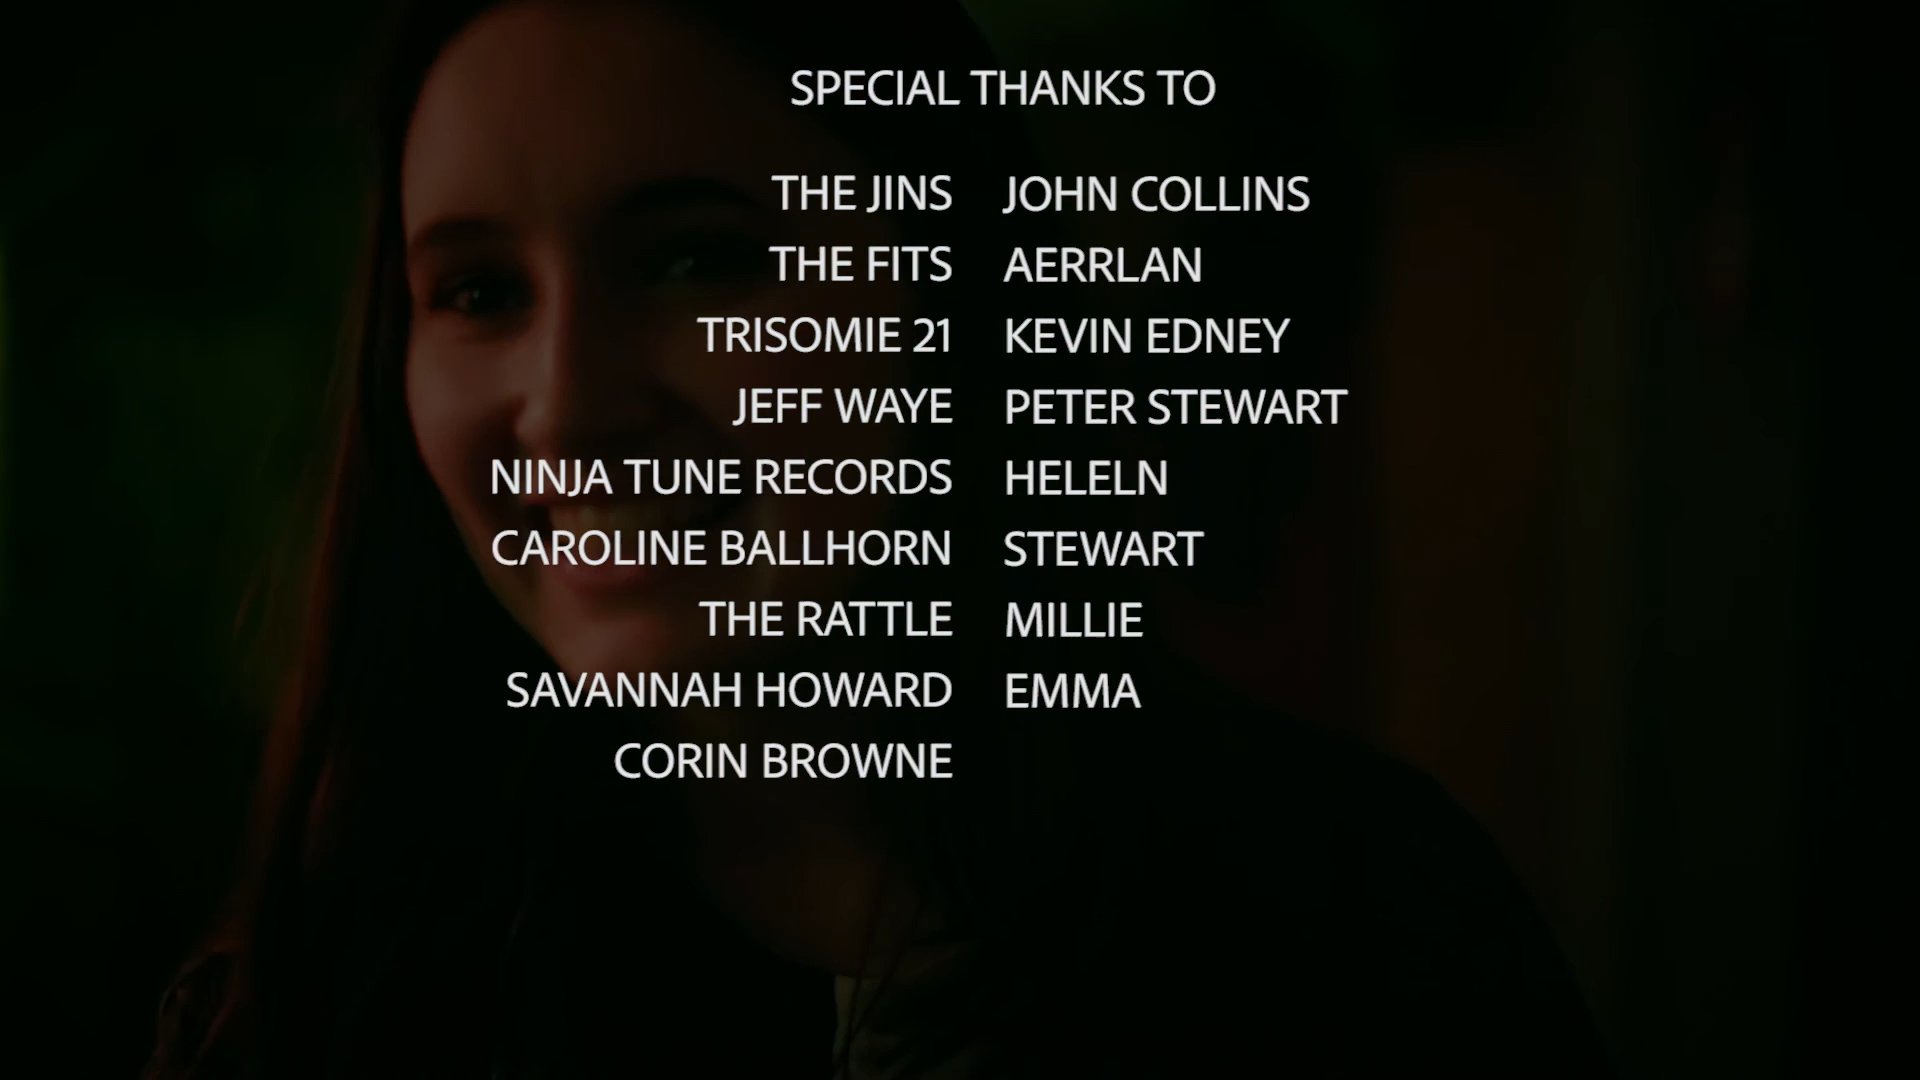 SPECIAL THANKS TO
THE JINS
THE FITS
TRISOMIE 21
JEFF WAYE
NINJA TUNE RECORDS
CAROLINE BALLHORN
THE RATTLE
SAVANNAH HOWARD
CORIN BROWNE
JOHN COLLINS
AERRLAN
KEVIN EDNEY
PETER STEWART
HELELN
STEWART
MILLIE
EMMA